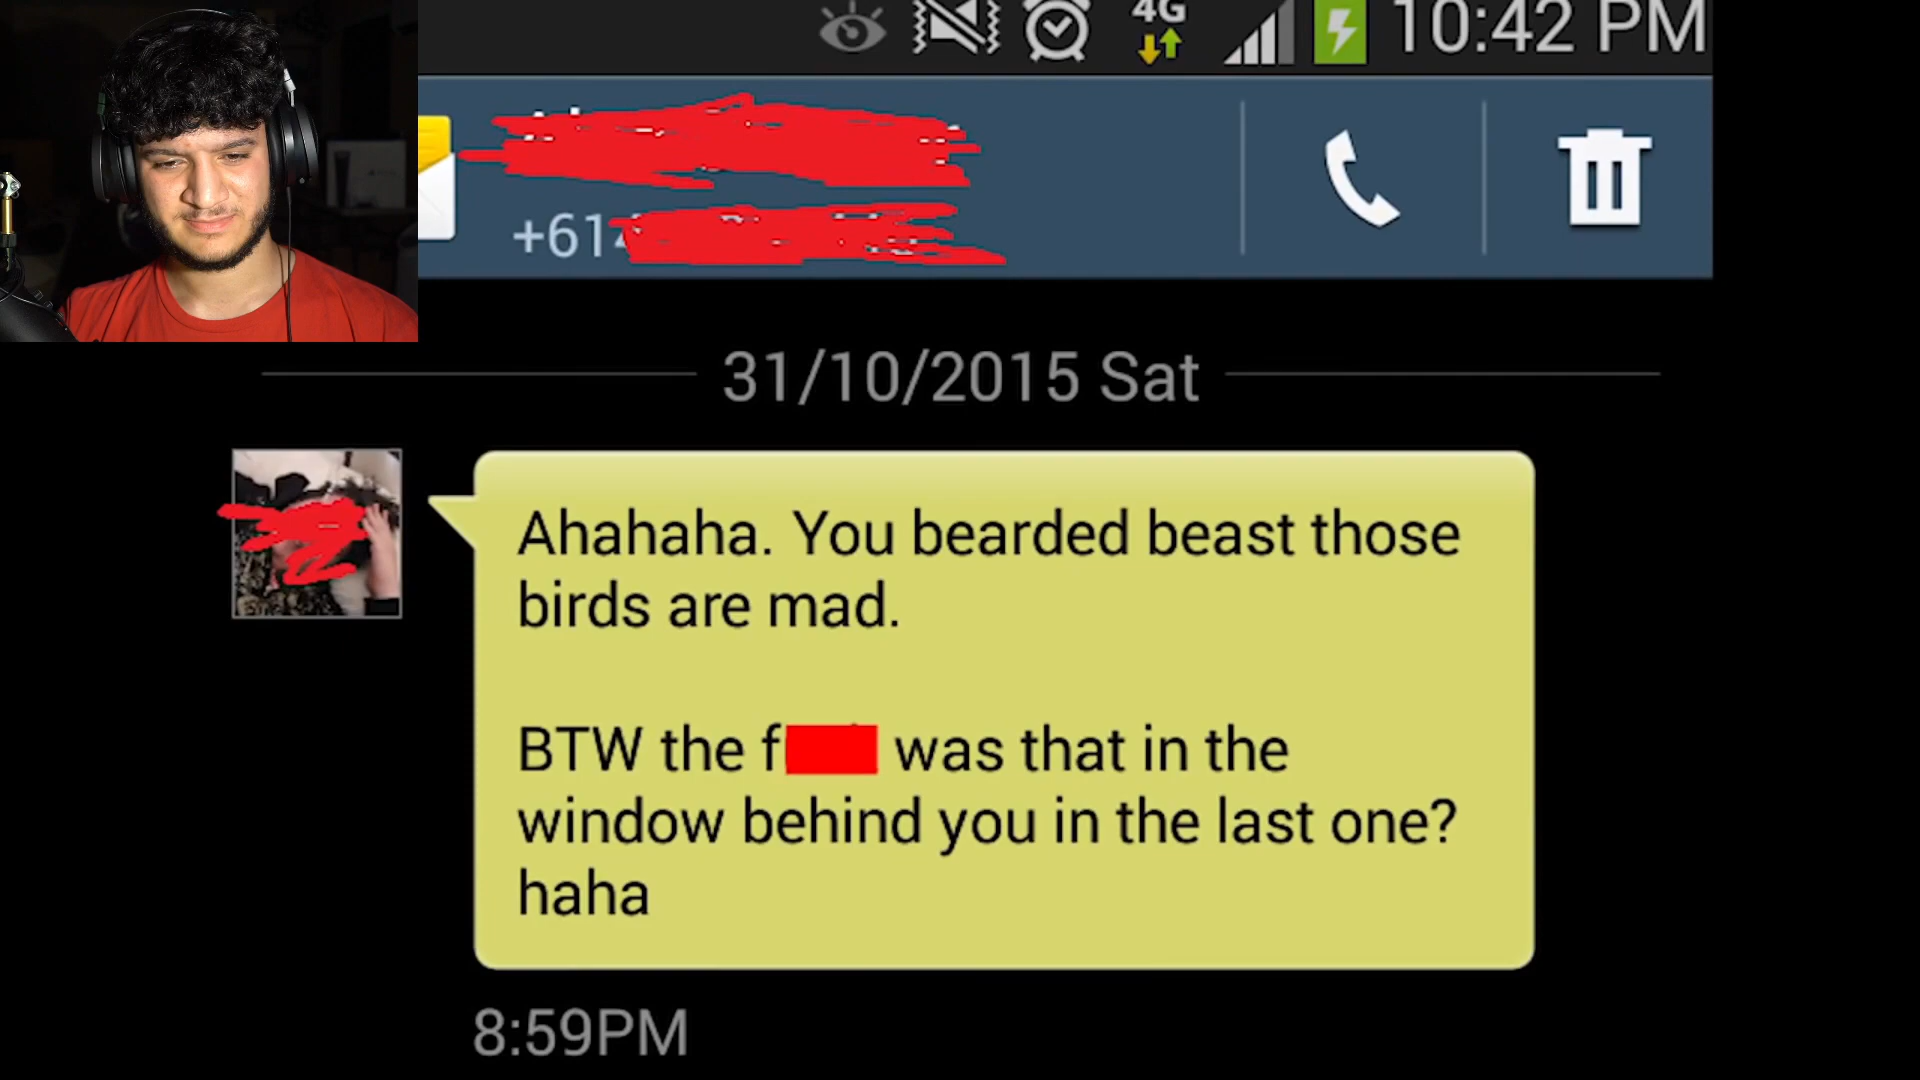 4G
10:42 PM
+61
31/10/2015 Sat
Ahahaha. You bearded beast those
birds are mad.
BTW the f was that in the
window behind you in the last one?
haha
8:59PM